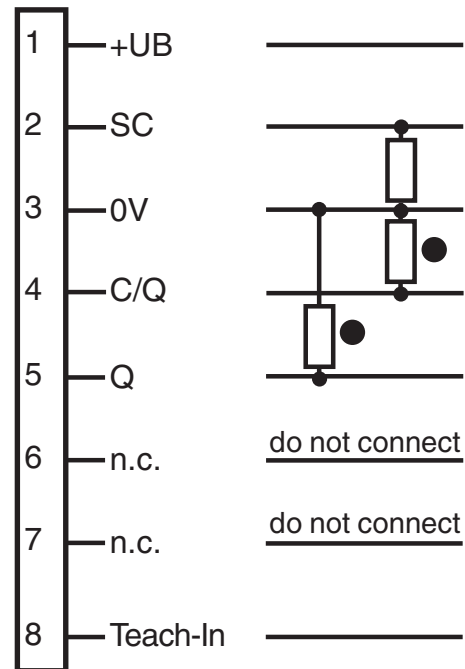 1 +UB
2 SC
3 0V
4 C/Q
5 Q
6 n.c. do not connect
7 n.c. do not connect
8 Teach-In